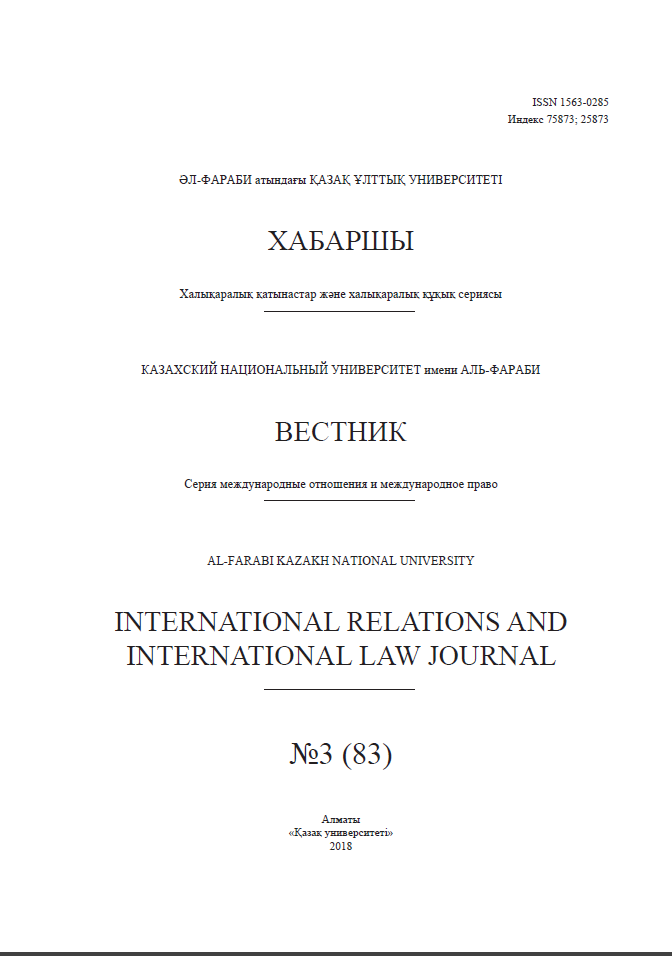 ISSN 1563-0285
Индекс 75873; 25873
ӘЛ-ФАРАБИ атындағы ҚАЗАҚ ҰЛТТЫҚ УНИВЕРСИТЕТІ
ХАБАРШЫ
Халықаралық қатынастар және халықаралық құқық сериясы
КАЗАХСКИЙ НАЦИОНАЛЬНЫЙ УНИВЕРСИТЕТ имени АЛЬ-ФАРАБИ
ВЕСТНИК
Серия международные отношения и международное право
AL-FARABI KAZAKH NATIONAL UNIVERSITY
INTERNATIONAL RELATIONS AND
INTERNATIONAL LAW JOURNAL
№3 (83)
Алматы
«Қазақ университеті»
2018